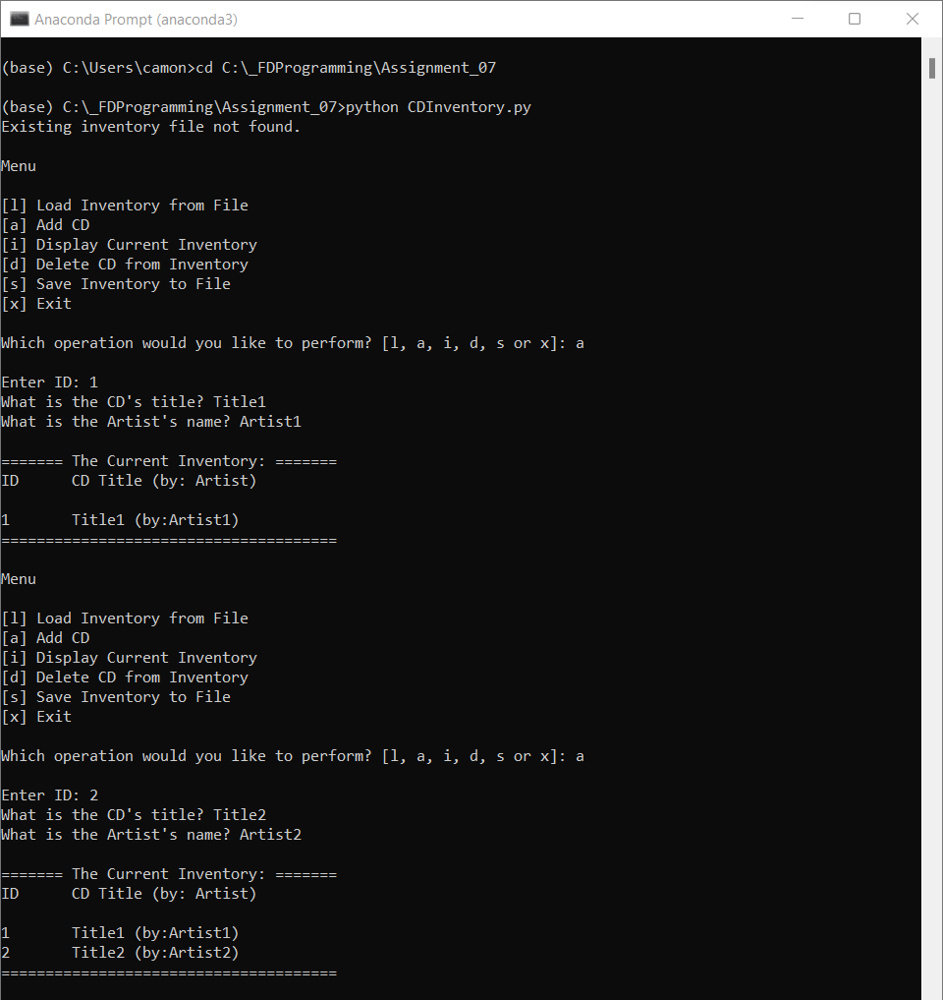 Anaconda Prompt (anaconda3)
(base) C:\Users\camon>cd C:\_FDProgramming\Assignment_07
(base) C:\_FDProgramming\Assignment_07>python CDInventory.py
Existing inventory file not found.
Menu
[l] Load Inventory from File
[a] Add CD
[i] Display Current Inventory
[d] Delete CD from Inventory
[s] Save Inventory to File
[x] Exit
Which operation would you like to perform? [l, a, i, d, s or x]: a
Enter ID: 1
What is the CD's title? Title1
What is the Artist's name? Artist1
======= The Current Inventory: =======
ID      CD Title (by: Artist)
1       Title1 (by:Artist1)
======================================
Menu
[l] Load Inventory from File
[a] Add CD
[i] Display Current Inventory
[d] Delete CD from Inventory
[s] Save Inventory to File
[x] Exit
Which operation would you like to perform? [l, a, i, d, s or x]: a
Enter ID: 2
What is the CD's title? Title2
What is the Artist's name? Artist2
======= The Current Inventory: =======
ID      CD Title (by: Artist)
1       Title1 (by:Artist1)
2       Title2 (by:Artist2)
======================================